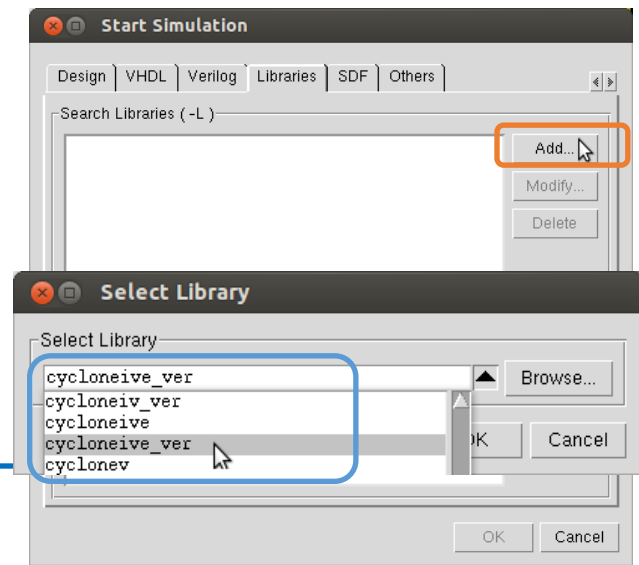 Start Simulation
Design VHDL Verilog Libraries SDF Others
Search Libraries ( -L )
Add...
Modify...
Delete
Select Library
Select Library
cycloneive_ver Browse...
cycloneiv_ver
cycloneive
cycloneive_ver Cancel
cyclonev
OK Cancel